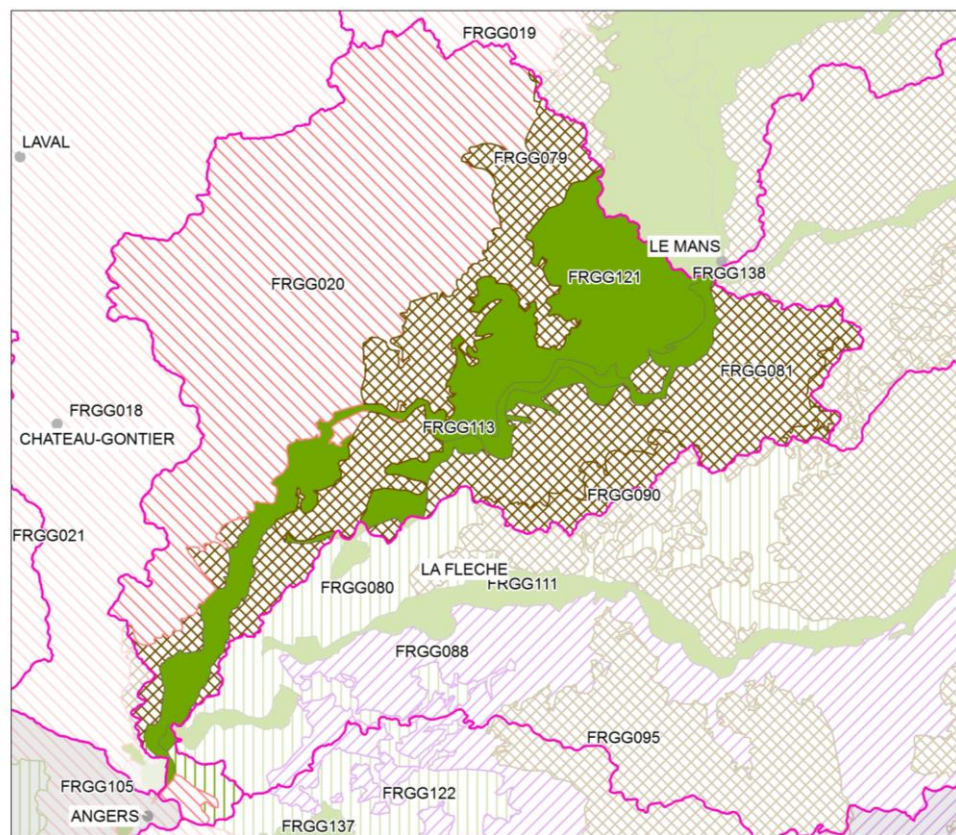 FRGG019
LAVAL
FRGG079
LE MANS
FRGG138
FRGG121
FRGG020
FRGG081
FRGG018
CHATEAU-GONTIER
FRGG113
FRGG090
FRGG021
FRGG080
LA FLECHE
FRGG111
FRGG088
FRGG095
FRGG105
FRGG122
ANGERS
FRGG137